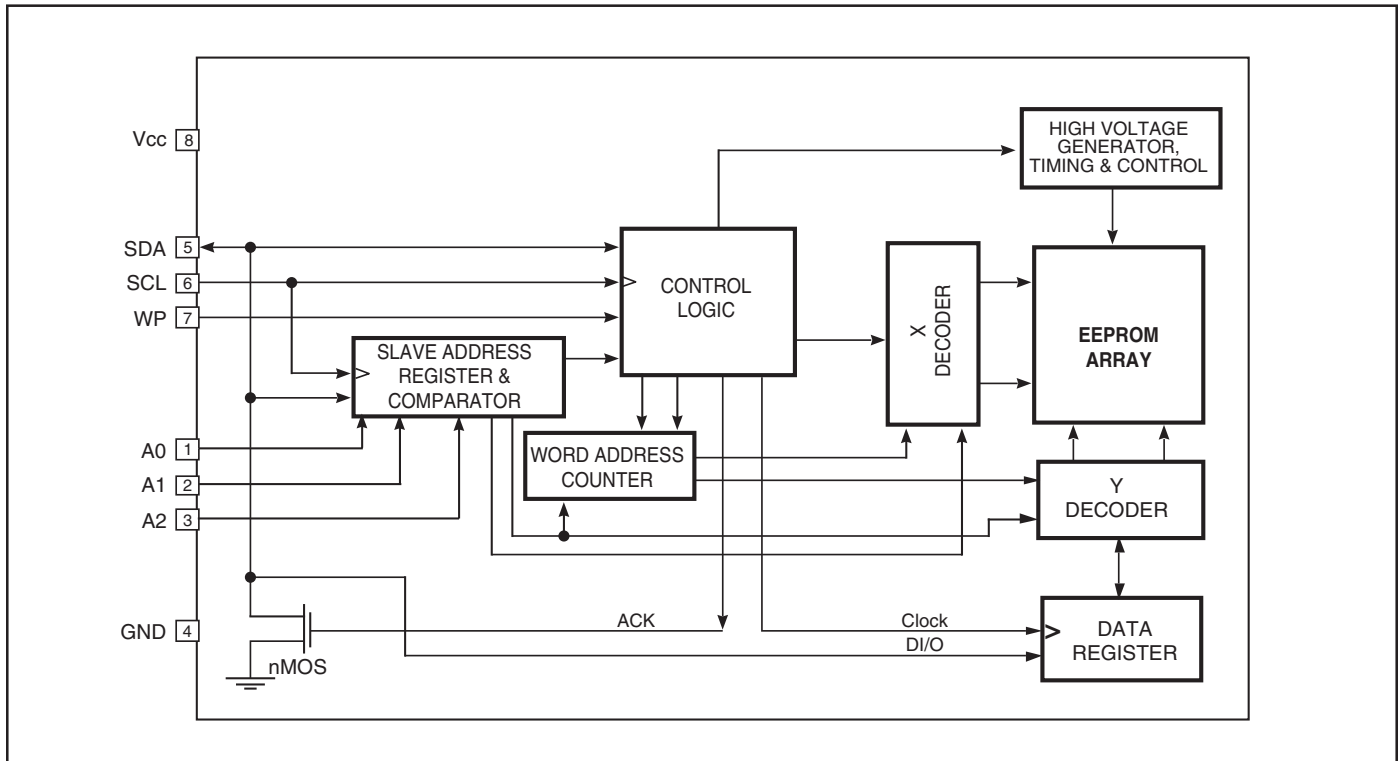 HIGH VOLTAGE
GENERATOR,
TIMING & CONTROL
Vcc 8
SDA 5
SCL 6
WP 7
CONTROL
LOGIC
X
DECODER
EEPROM
ARRAY
SLAVE ADDRESS
REGISTER &
COMPARATOR
A0 1
A1 2
A2 3
WORD ADDRESS
COUNTER
Y
DECODER
GND 4
nMOS
ACK
Clock
DI/O
DATA
REGISTER